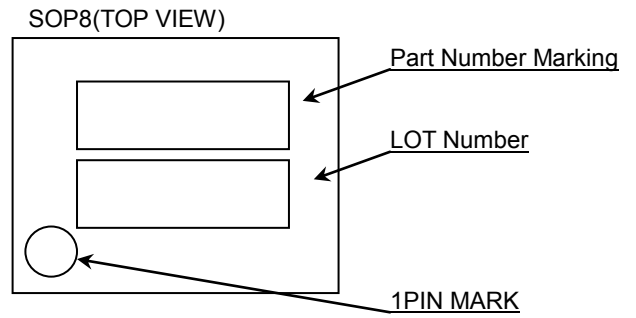 SOP8(TOP VIEW)
Part Number Marking
LOT Number
1PIN MARK